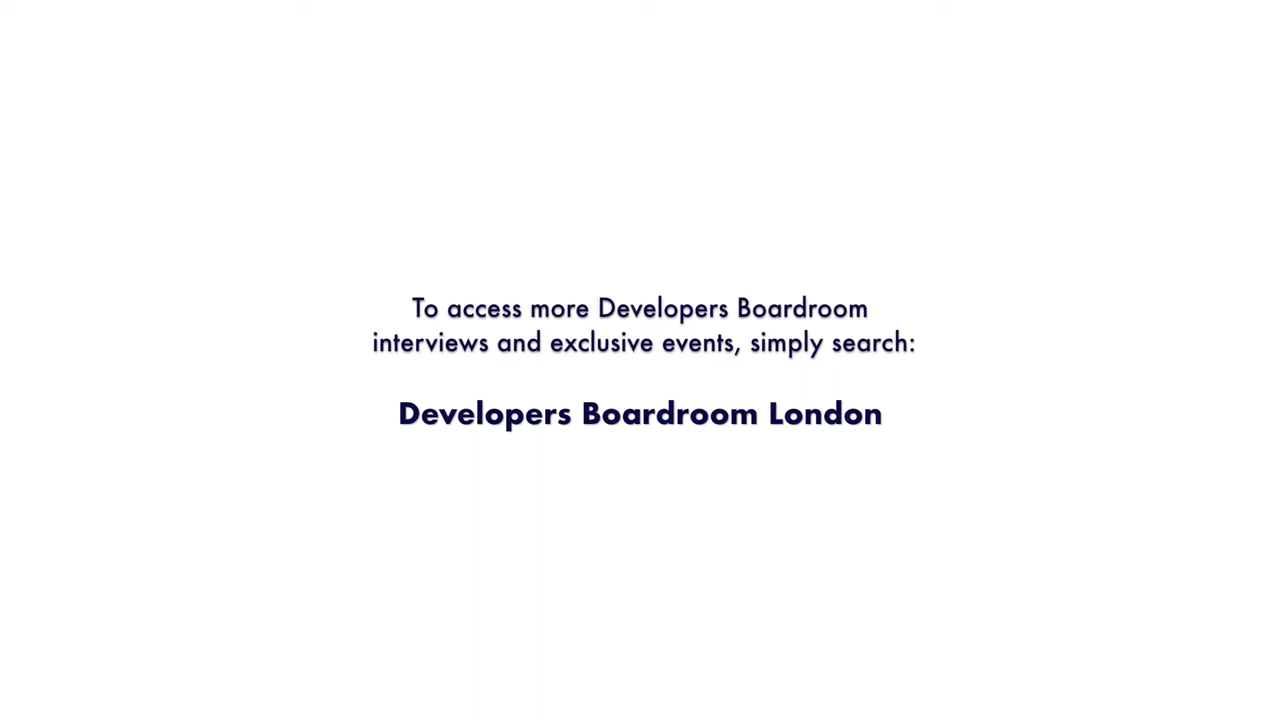 To access more Developers Boardroom
interviews and exclusive events, simply search:
Developers Boardroom London